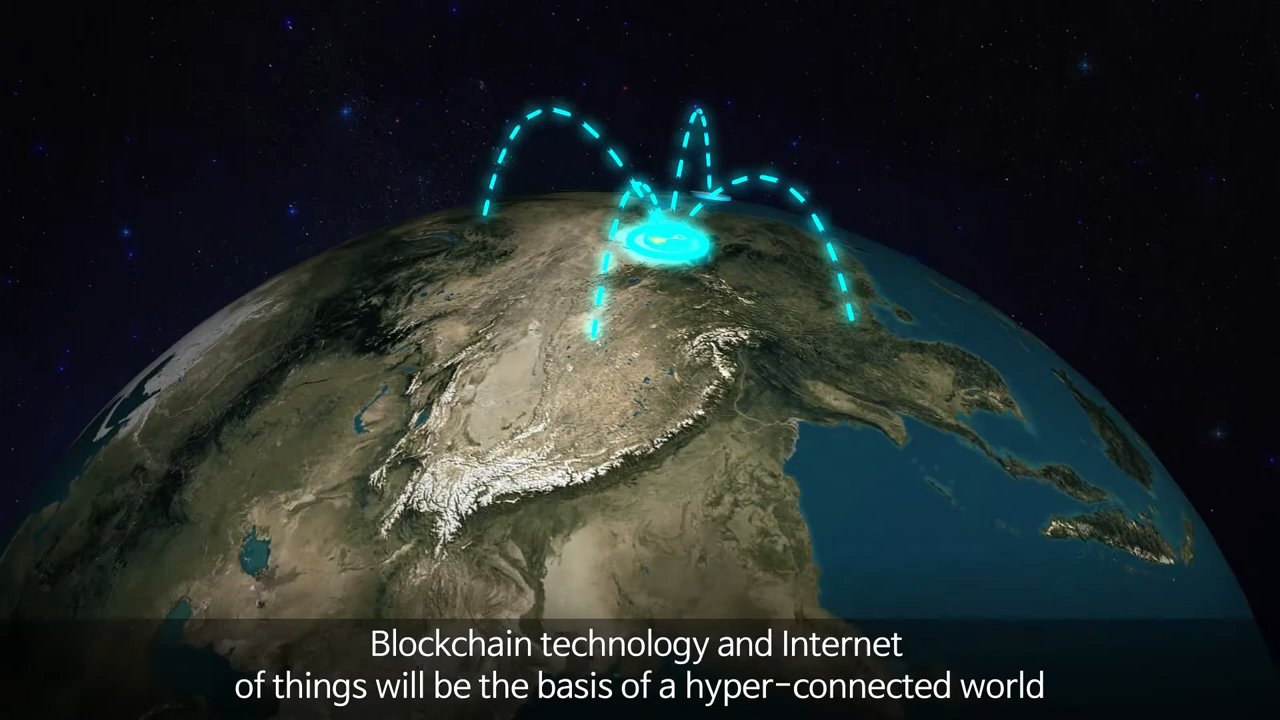 Blockchain technology and Internet
of things will be the basis of a hyper-connected world